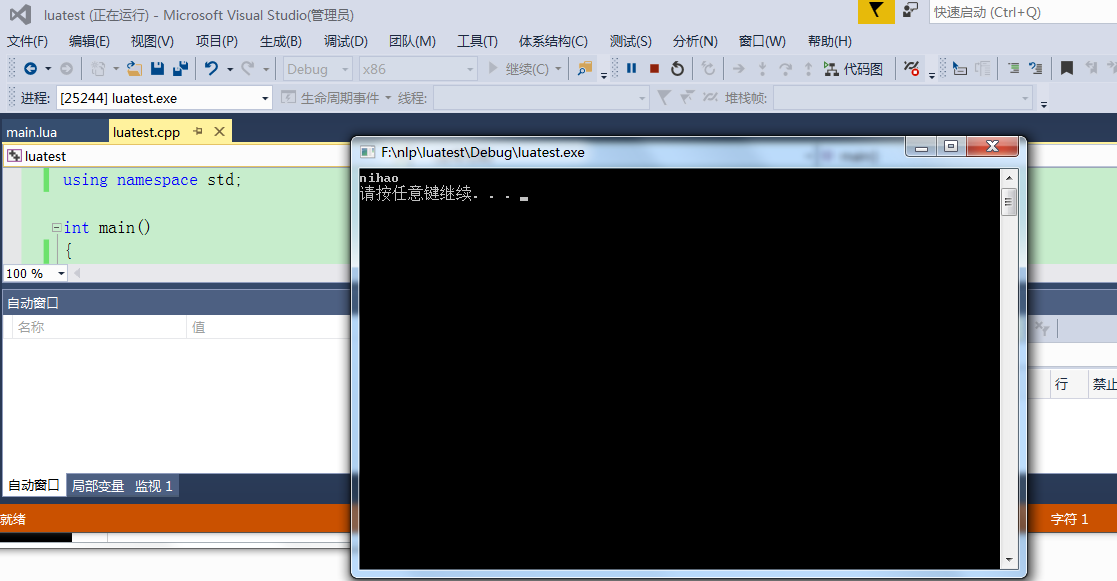 luatest (正在运行) - Microsoft Visual Studio(管理员)
快速启动 (Ctrl+Q)
文件(F) 编辑(E) 视图(V) 项目(P) 生成(B) 调试(D) 团队(M) 工具(T) 体系结构(C) 测试(S) 分析(N) 窗口(W) 帮助(H)
Debug x86 继续(C) 代码图
进程: [25244] luatest.exe 生命周期事件 线程: 堆栈帧:
main.lua luatest.cpp
luatest
using namespace std;
int main()
{
100 %
自动窗口
名称 值
自动窗口 局部变量 监视 1
就绪
F:\nlp\luatest\Debug\luatest.exe
nihao
请按任意键继续. . .
行 禁止
字符 1